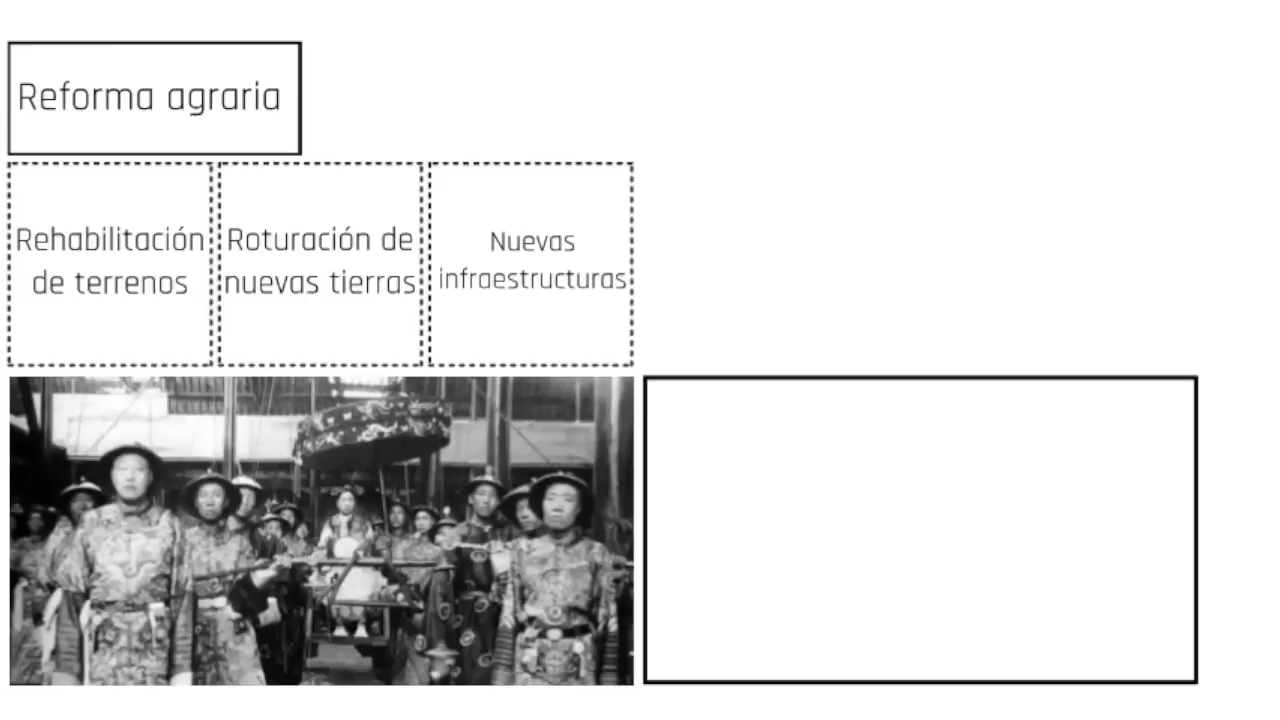 Reforma agraria
Rehabilitación
de terrenos
Roturación de
nuevas tierras
Nuevas
infraestructuras